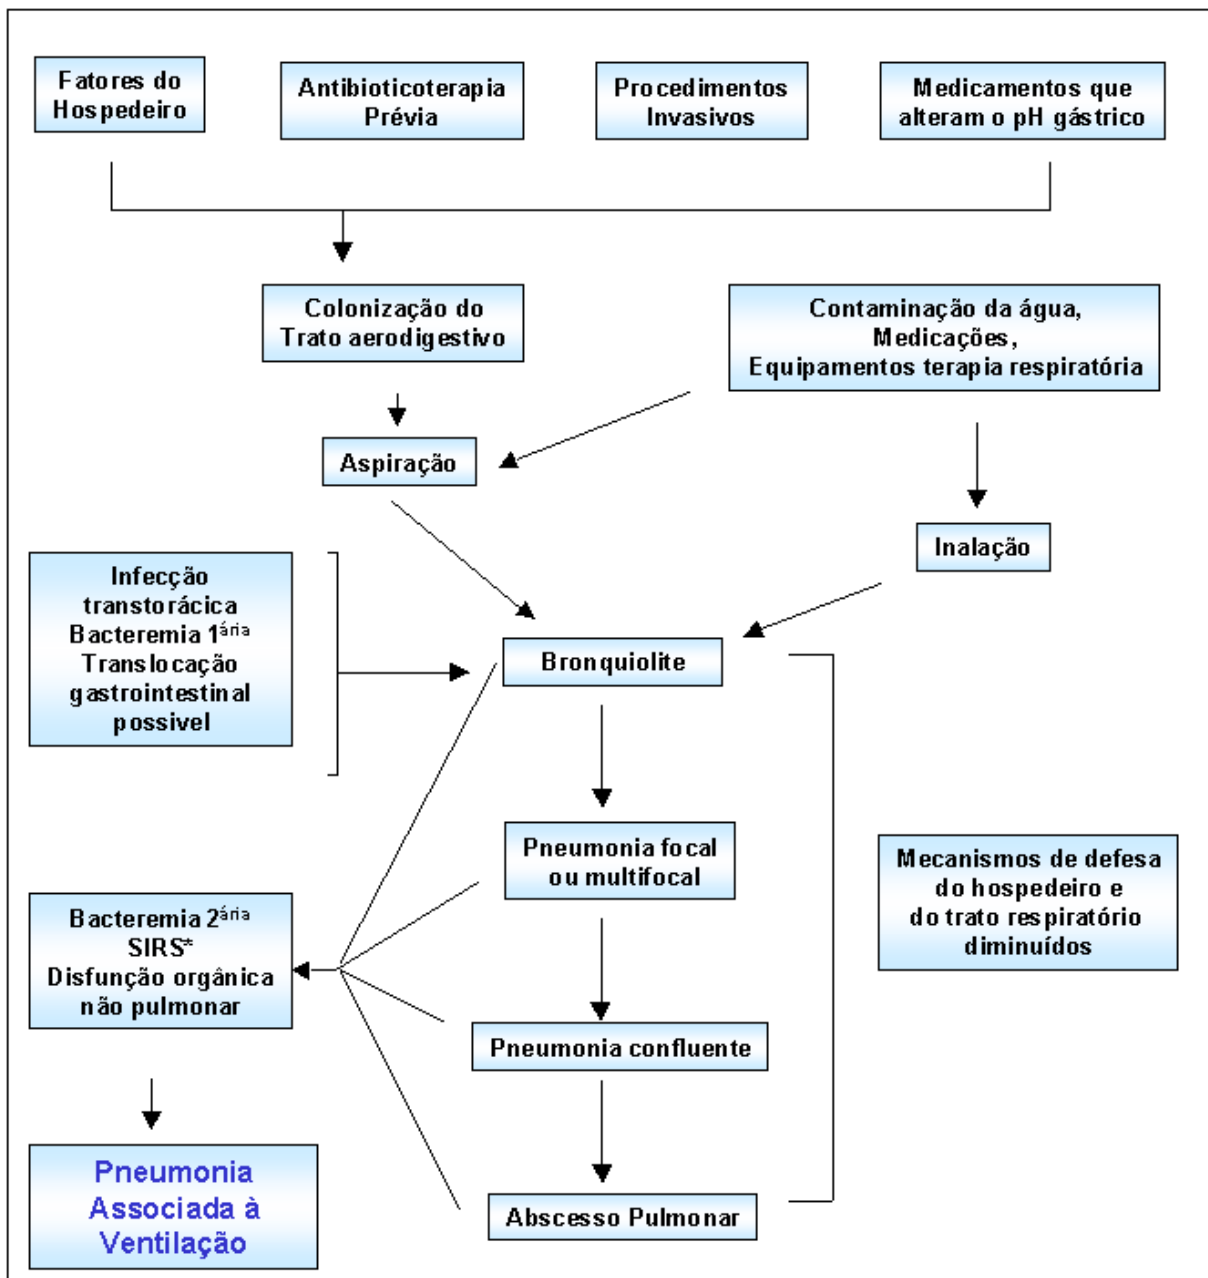 Fatores do
Hospedeiro
Antibioticoterapia
Prévia
Procedimentos
Invasivos
Medicamentos que
alteram o pH gástrico
Colonização do
Trato aerodigestivo
Contaminação da água,
Medicações,
Equipamentos terapia respiratória
Aspiração
Inalação
Infecção
transtorácica
Bacteremia 1ária
Translocação
gastrointestinal
possivel
Bronquiolite
Pneumonia focal
ou multifocal
Mecanismos de defesa
do hospedeiro e
do trato respiratório
diminuídos
Bacteremia 2ária
SIRS*
Disfunção orgânica
não pulmonar
Pneumonia confluente
Pneumonia
Associada à
Ventilação
Abscesso Pulmonar